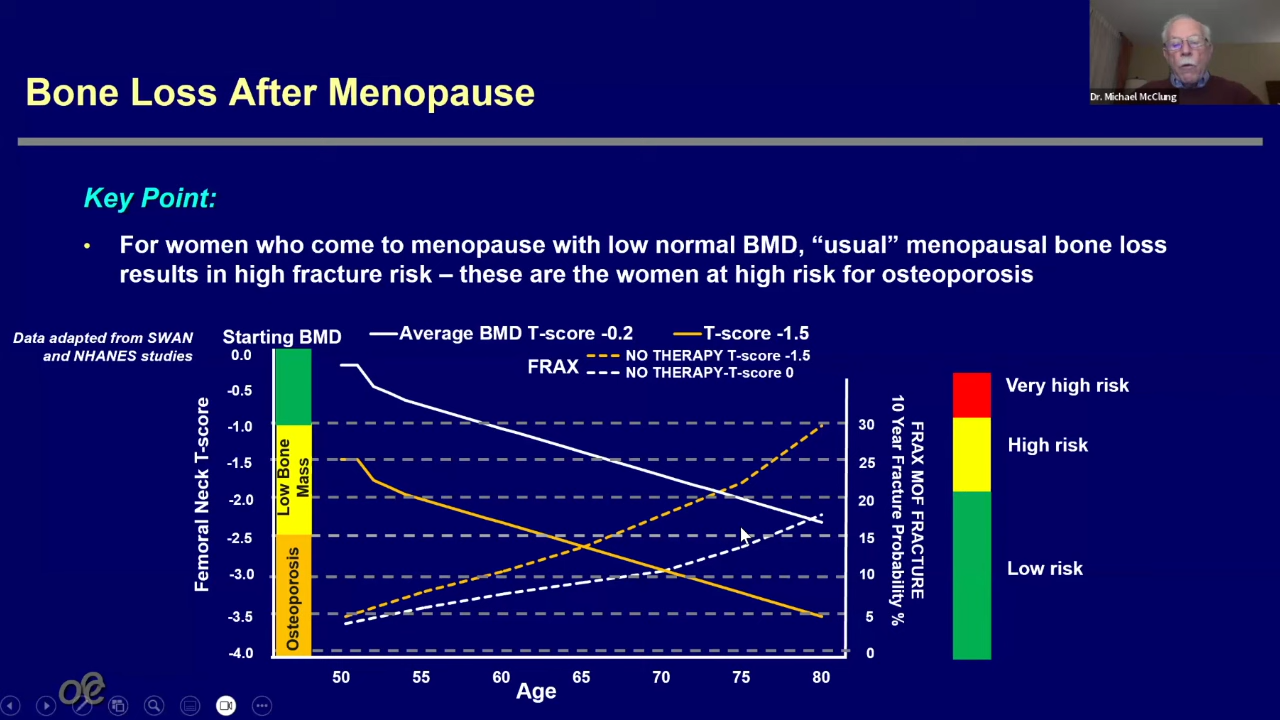 Dr. Michael McClung
Bone Loss After Menopause
Key Point:
• For women who come to menopause with low normal BMD, “usual” menopausal bone loss
results in high fracture risk – these are the women at high risk for osteoporosis
Data adapted from SWAN
and NHANES studies
Starting BMD
Average BMD T-score -0.2
T-score -1.5
FRAX
NO THERAPY T-score -1.5
NO THERAPY-T-score 0
Femoral Neck T-score
0.0
-0.5
-1.0
-1.5
-2.0
-2.5
-3.0
-3.5
-4.0
Low Bone
Mass
Osteoporosis
30
25
20
15
10
5
0
FRAX MOF FRACTURE
10 Year Fracture Probability %
50
55
60
65
70
75
80
Age
Very high risk
High risk
Low risk
oe